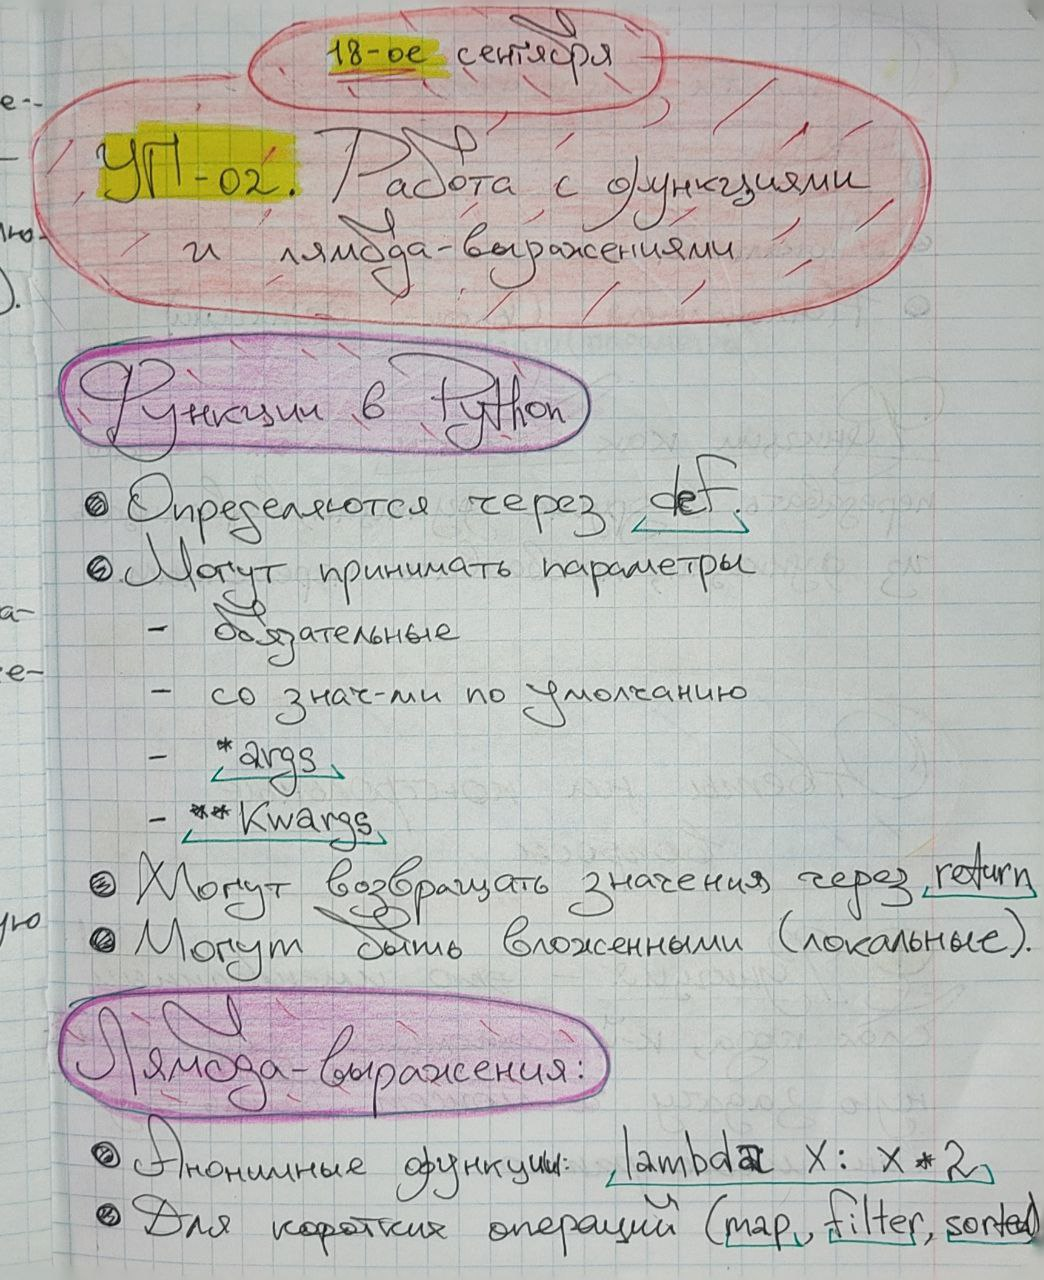 18-ое сентября
УП-02. Работа с функциями
и лямбда-выражениями
Функции в Python
Определяются через def.
Могут принимать параметры
- обязательные
- со знач-ми по умолчанию
- *args
- **kwargs
Могут возвращать значения через return
Могут быть вложенными (локальные).
Лямбда-выражения:
Анонимные функции: lambda x: x * 2
Для коротких операций (map, filter, sorted)